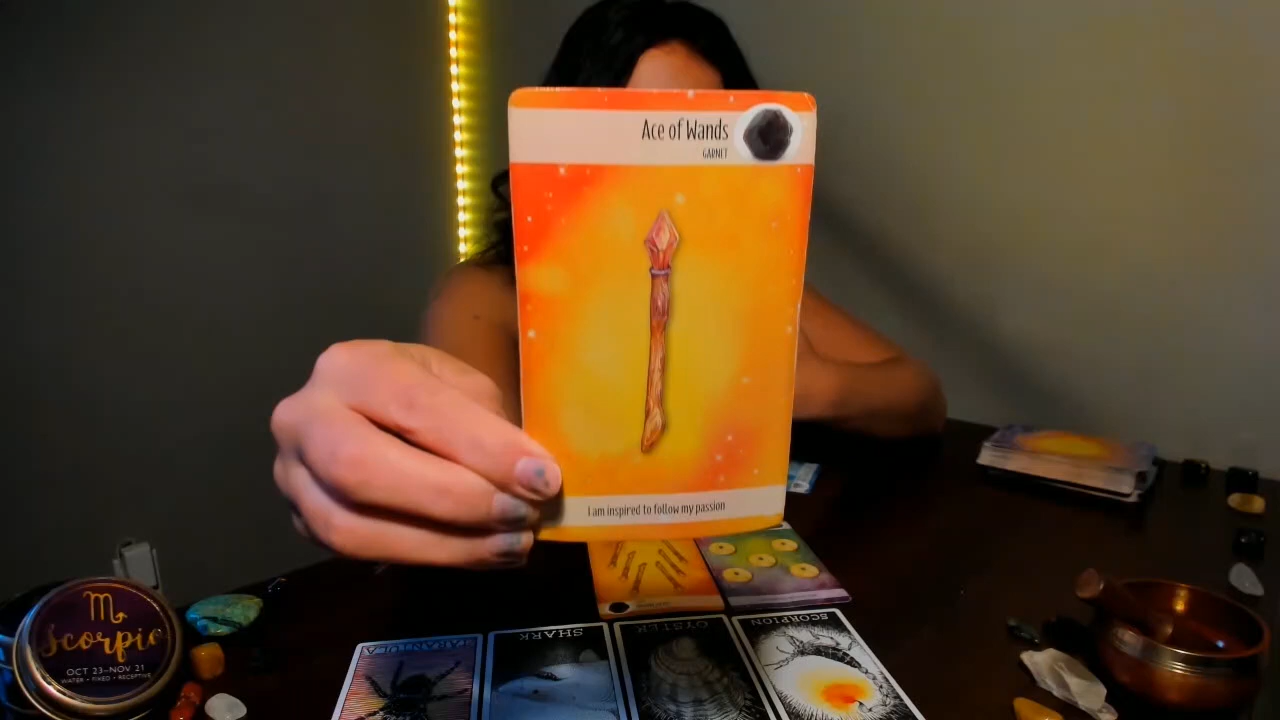 Ace of Wands
GARNET
I am inspired to follow my passion
Scorpio
OCT 23–NOV 21
WATER • FIXED • RECEPTIVE
TARANTULA
SHARK
OYSTER
SCORPION